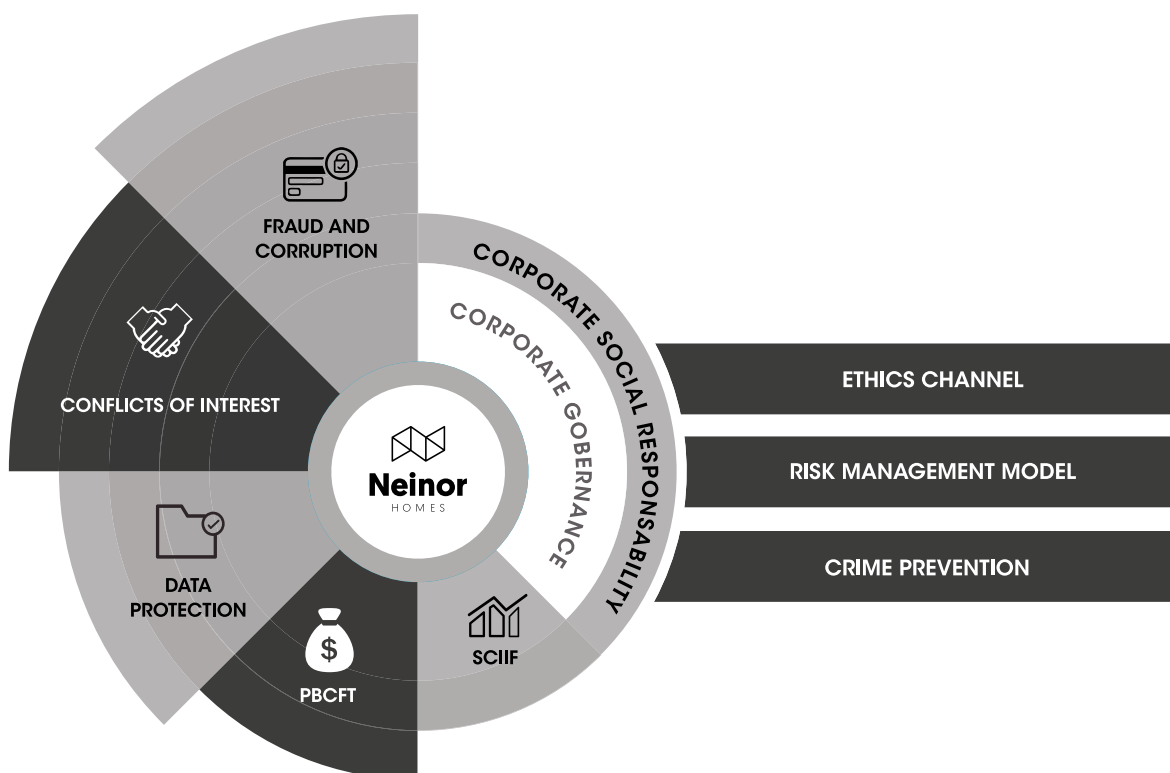 FRAUD AND
CORRUPTION
CONFLICTS OF INTEREST
DATA
PROTECTION
$
PBCFT
SCIIF
Neinor
HOMES
CORPORATE GOBERNANCE
CORPORATE SOCIAL RESPONSABILITY
ETHICS CHANNEL
RISK MANAGEMENT MODEL
CRIME PREVENTION